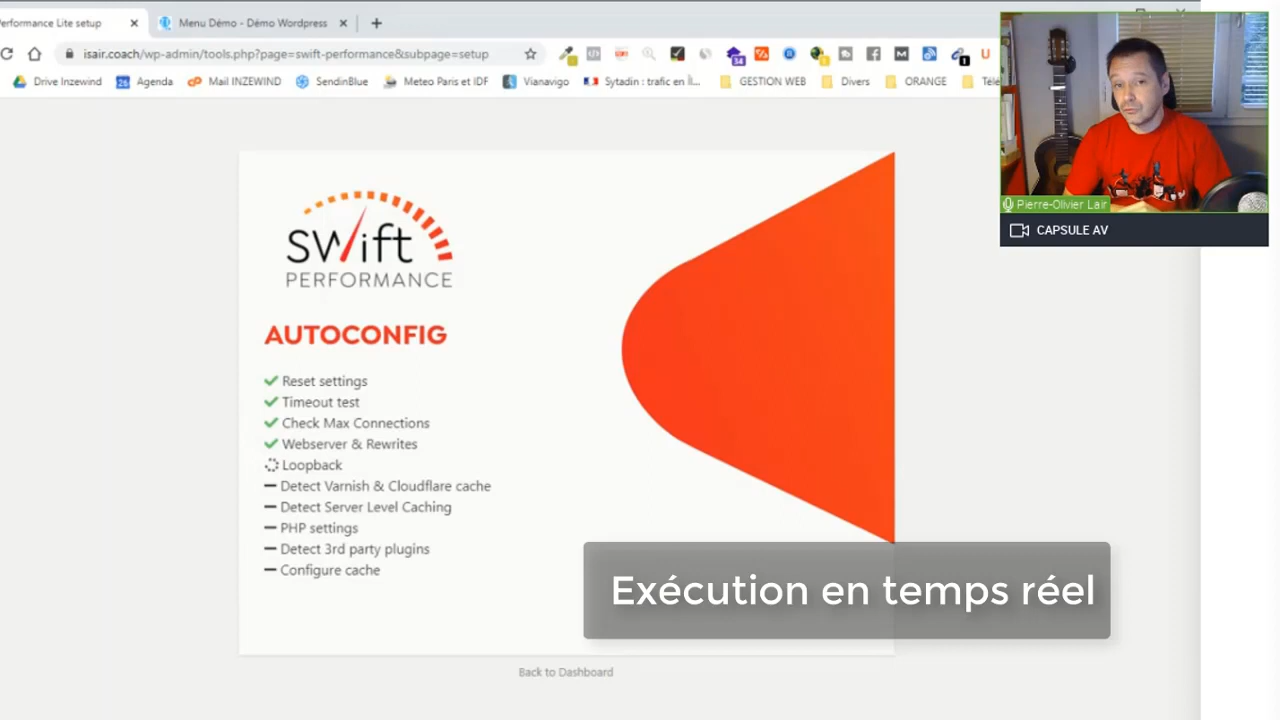 erformance Lite setup
Menu Démo - Démo Wordpress
isair.coach/wp-admin/tools.php?page=swift-performance&subpage=setup
Drive Inzewind
26 Agenda
Mail INZEWIND
SendinBlue
Meteo Paris et IDF
Vianavigo
Sytadin : trafic en Î...
GESTION WEB
Divers
ORANGE
Pierre-Olivier Lair
CAPSULE AV
swift
PERFORMANCE
AUTOCONFIG
Reset settings
Timeout test
Check Max Connections
Webserver & Rewrites
Loopback
Detect Varnish & Cloudflare cache
Detect Server Level Caching
PHP settings
Detect 3rd party plugins
Configure cache
Exécution en temps réel
Back to Dashboard